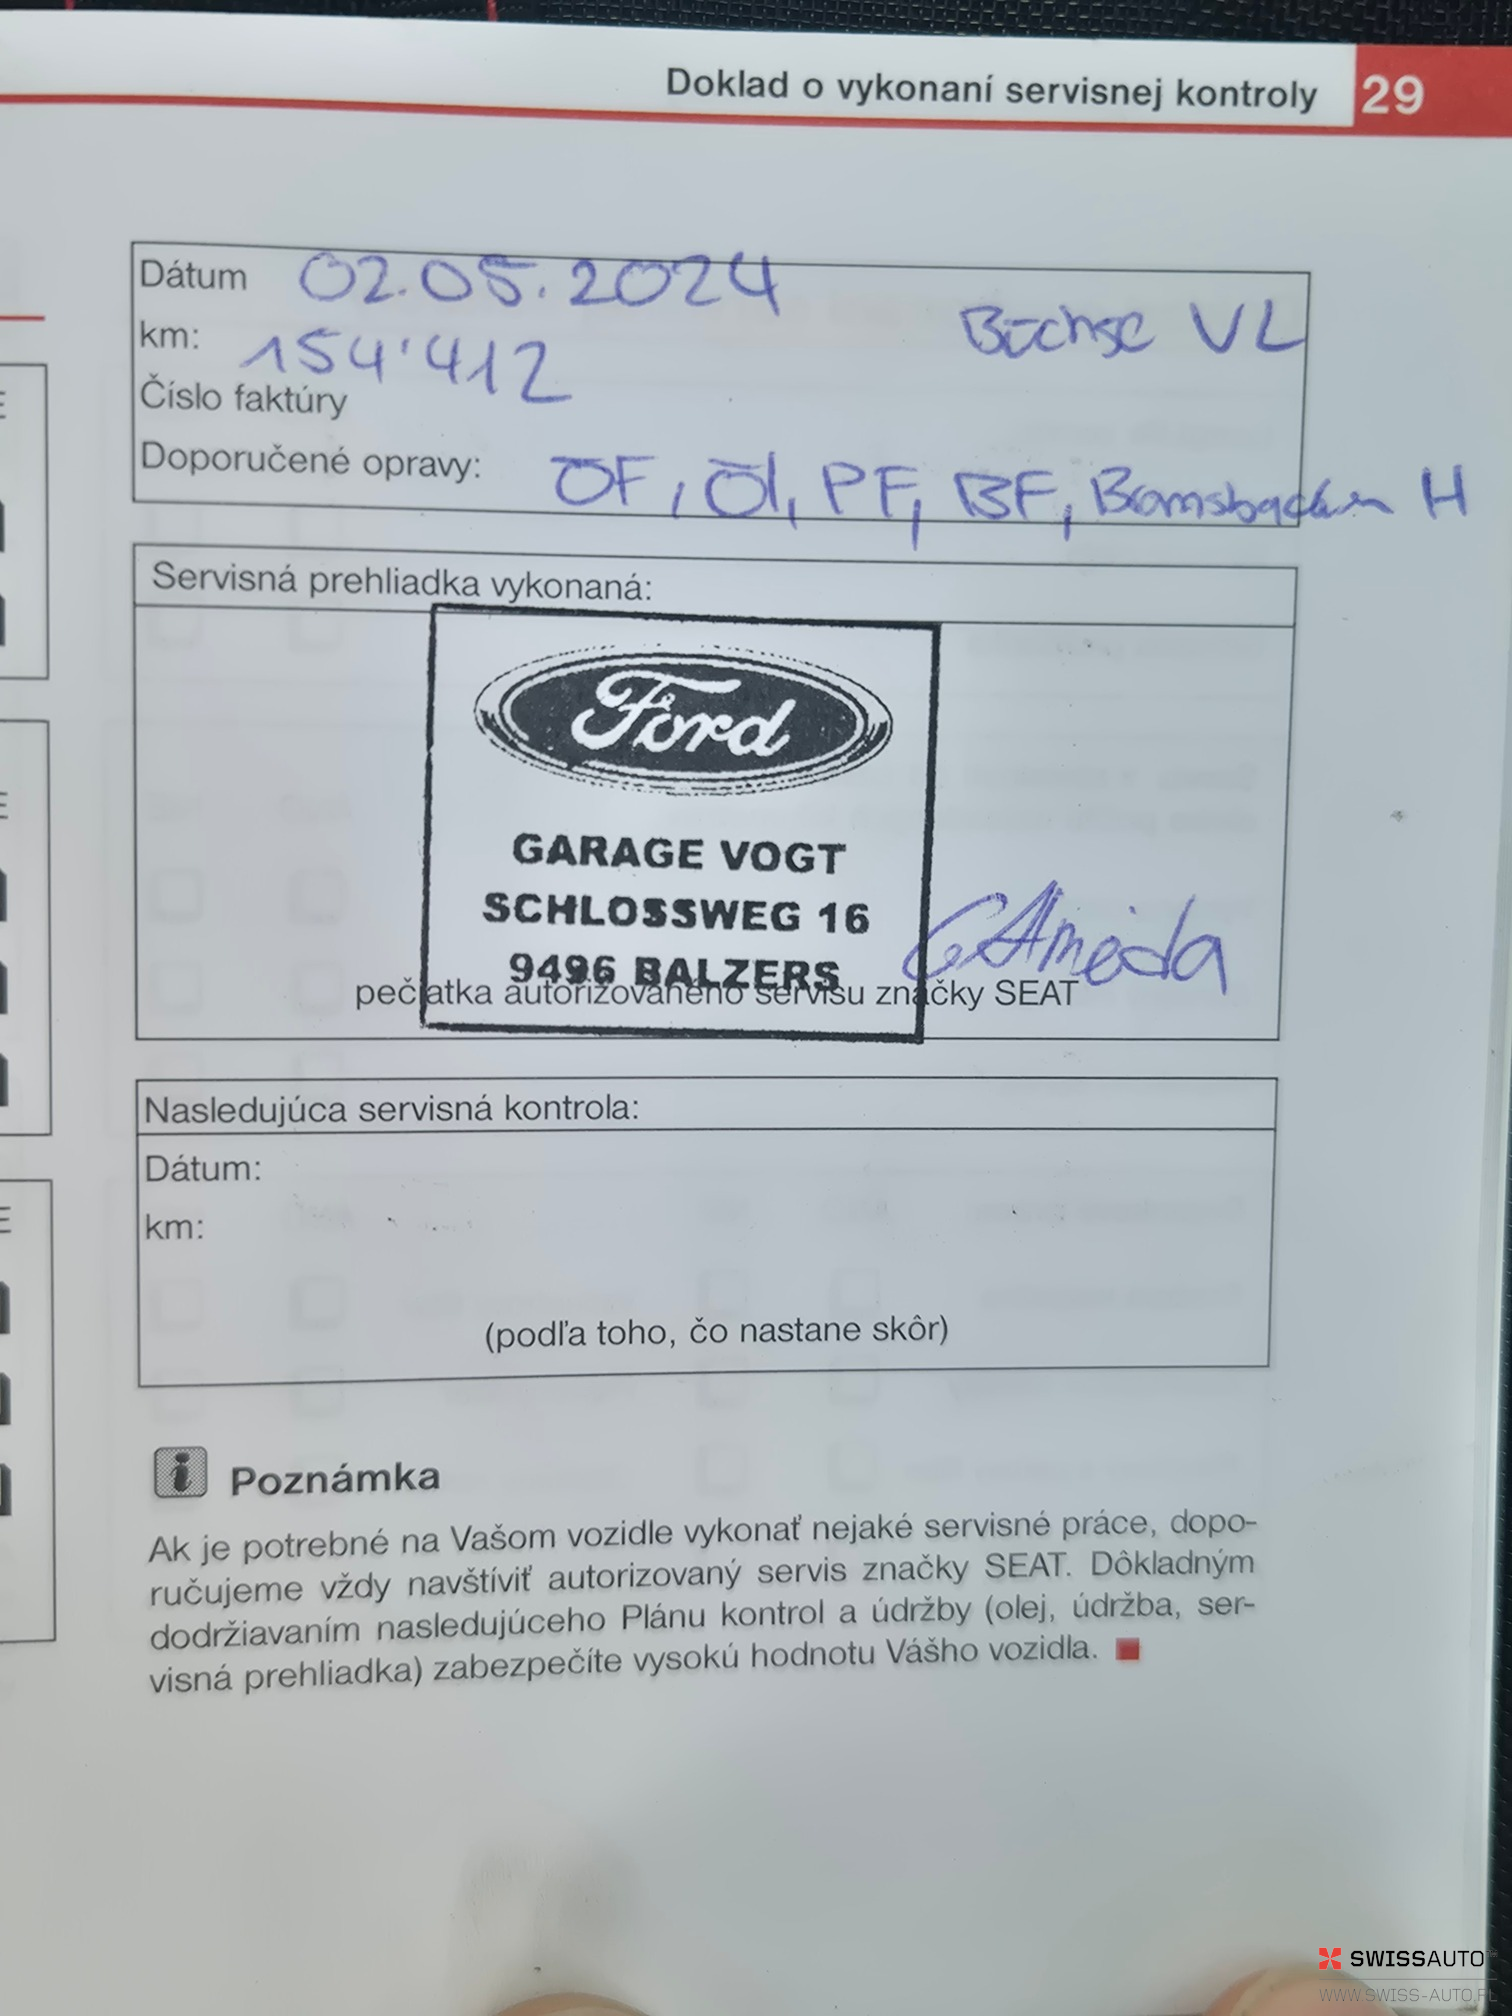 Doklad o vykonaní servisnej kontroly 29
Dátum 02.05.2024
Büchse VL
km: 154'412
Číslo faktúry
Doporučené opravy: ÖF, Öl, PF, BF, Bremsbacken H
Servisná prehliadka vykonaná:
Ford
GARAGE VOGT
SCHLOSSWEG 16
9496 BALZERS
pečiatka autorizovaného servisu značky SEAT
Nasledujúca servisná kontrola:
Dátum:
km:
(podľa toho, čo nastane skôr)
Poznámka
Ak je potrebné na Vašom vozidle vykonať nejaké servisné práce, dopo-
ručujeme vždy navštíviť autorizovaný servis značky SEAT. Dôkladným
dodržiavaním nasledujúceho Plánu kontrol a údržby (olej, údržba, ser-
visná prehliadka) zabezpečíte vysokú hodnotu Vášho vozidla.
SWISSAUTO
WWW.SWISS-AUTO.PL